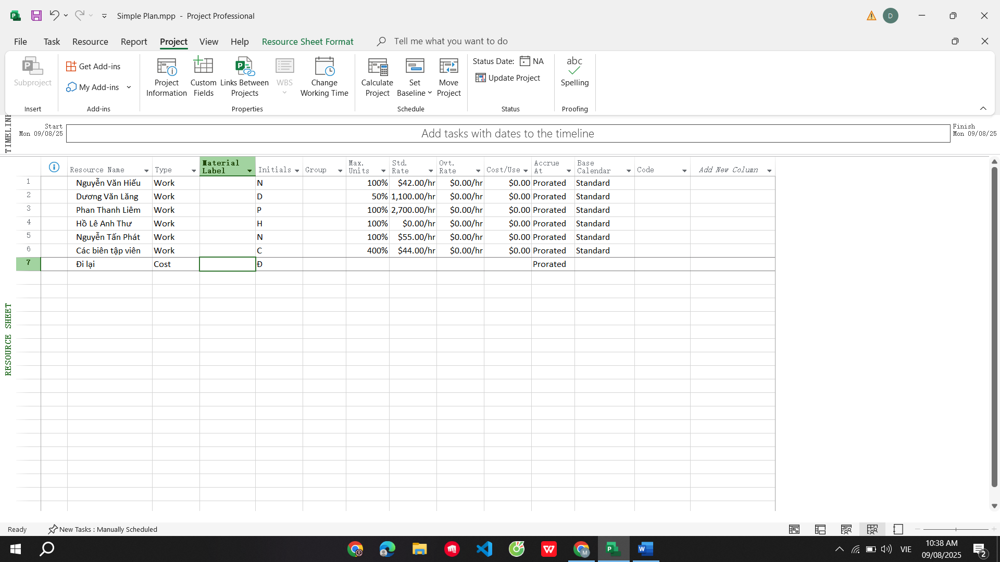 Simple Plan.mpp - Project Professional
D
File Task Resource Report Project View Help Resource Sheet Format Tell me what you want to do
Subproject
Insert
Get Add-ins
My Add-ins
Add-ins
Project Information
Custom Fields
Links Between Projects
WBS
Change Working Time
Properties
Calculate Project
Set Baseline
Move Project
Schedule
Status Date: NA
Update Project
Status
abc
Spelling
Proofing
TIMELINE
Start
Mon 09/08/25
Add tasks with dates to the timeline
Finish
Mon 09/08/25
Resource Name Type Material Label Initials Group Max. Units Std. Rate Ovt. Rate Cost/Use Accrue At Base Calendar Code Add New Column
1 Nguyễn Văn Hiếu Work N 100% $42.00/hr $0.00/hr $0.00 Prorated Standard
2 Dương Văn Lăng Work D 50% 1,100.00/hr $0.00/hr $0.00 Prorated Standard
3 Phan Thanh Liêm Work P 100% 2,700.00/hr $0.00/hr $0.00 Prorated Standard
4 Hồ Lê Anh Thư Work H 100% $0.00/hr $0.00/hr $0.00 Prorated Standard
5 Nguyễn Tấn Phát Work N 100% $55.00/hr $0.00/hr $0.00 Prorated Standard
6 Các biên tập viên Work C 400% $44.00/hr $0.00/hr $0.00 Prorated Standard
7 Đi lại Cost Đ Prorated
RESOURCE SHEET
Ready New Tasks : Manually Scheduled
VIE
10:38 AM
09/08/2025
2